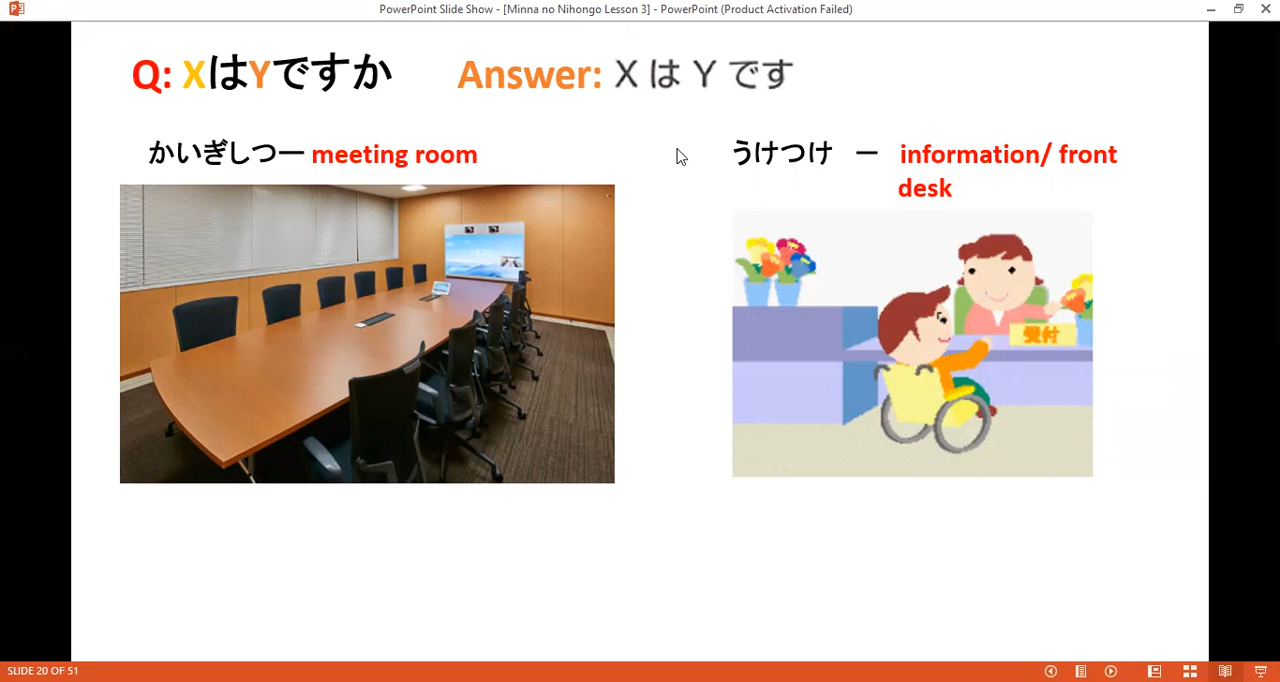 PowerPoint Slide Show - [Minna no Nihongo Lesson 3] - PowerPoint (Product Activation Failed)
Q: XはYですか
Answer: X は Y です
かいぎしつー meeting room
うけつけ ー information/ front
desk
受付
SLIDE 20 OF 51